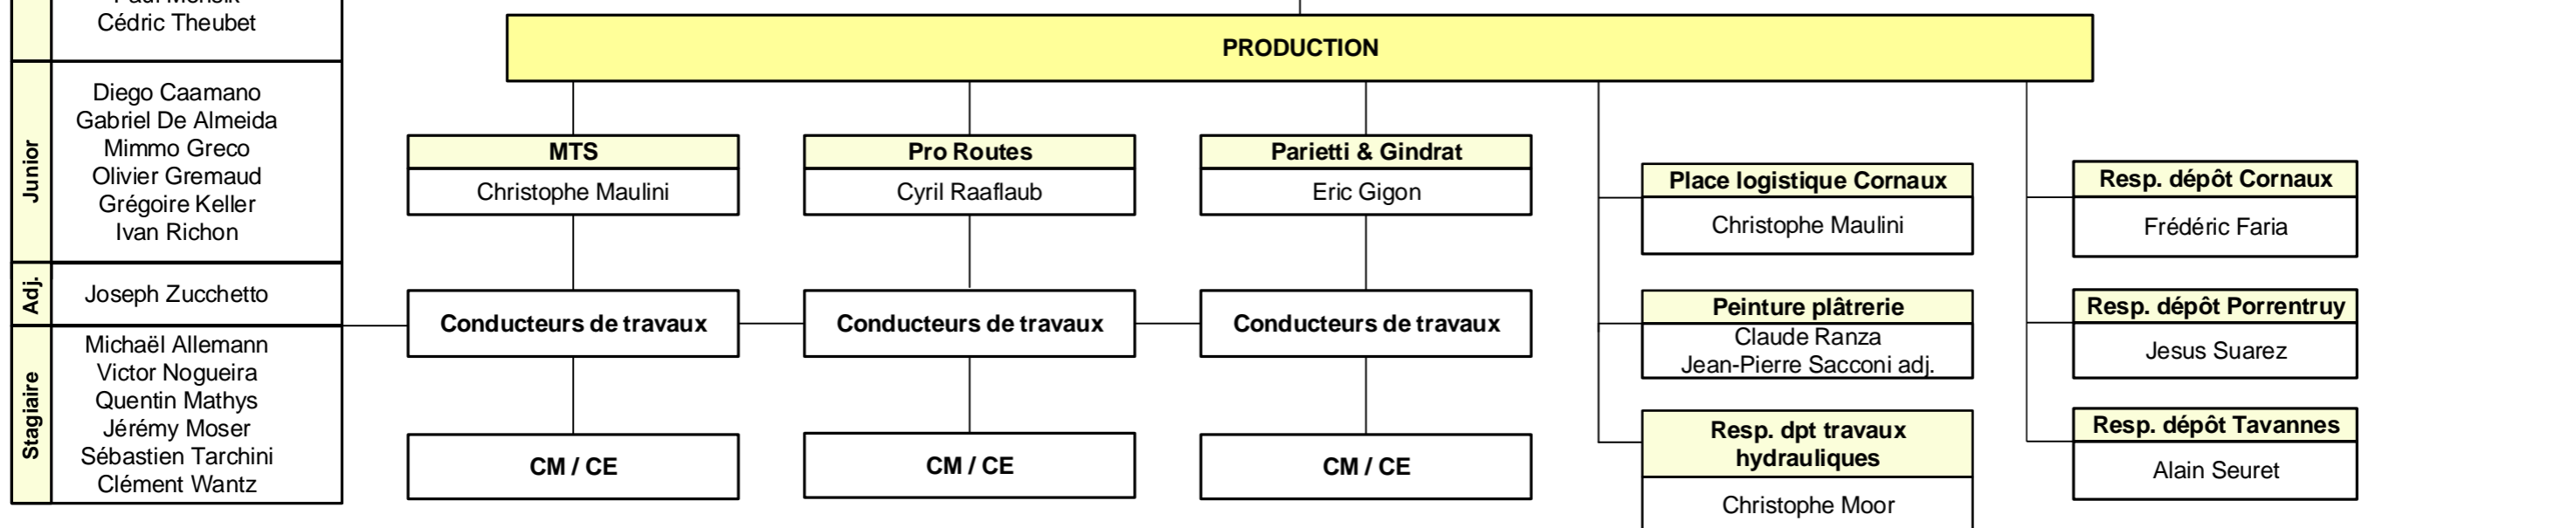 Cédric Theubet
Junior
Diego Caamano
Gabriel De Almeida
Mimmo Greco
Olivier Gremaud
Grégoire Keller
Ivan Richon
Adj.
Joseph Zucchetto
Stagiaire
Michaël Allemann
Victor Nogueira
Quentin Mathys
Jérémy Moser
Sébastien Tarchini
Clément Wantz
PRODUCTION
MTS
Christophe Maulini
Conducteurs de travaux
CM / CE
Pro Routes
Cyril Raaflaub
Conducteurs de travaux
CM / CE
Parietti & Gindrat
Eric Gigon
Conducteurs de travaux
CM / CE
Place logistique Cornaux
Christophe Maulini
Peinture plâtrerie
Claude Ranza
Jean-Pierre Sacconi adj.
Resp. dpt travaux
hydrauliques
Christophe Moor
Resp. dépôt Cornaux
Frédéric Faria
Resp. dépôt Porrentruy
Jesus Suarez
Resp. dépôt Tavannes
Alain Seuret